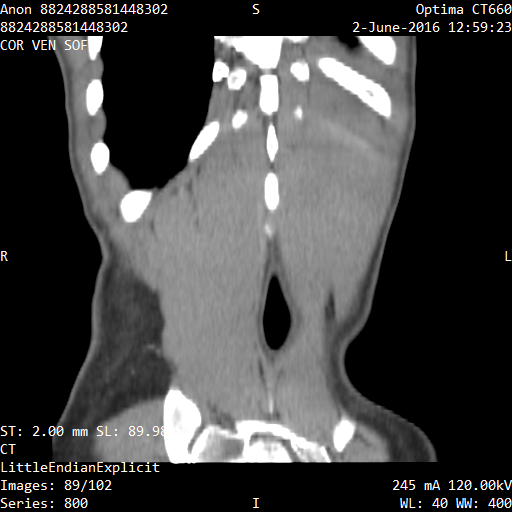 Anon 8824288581448302
S
Optima CT660
8824288581448302
2-June-2016 12:59:23
COR VEN SOF
R
L
ST: 2.00 mm SL: 89.98
CT
LittleEndianExplicit
Images: 89/102
245 mA 120.00kV
Series: 800
I
WL: 40 WW: 400